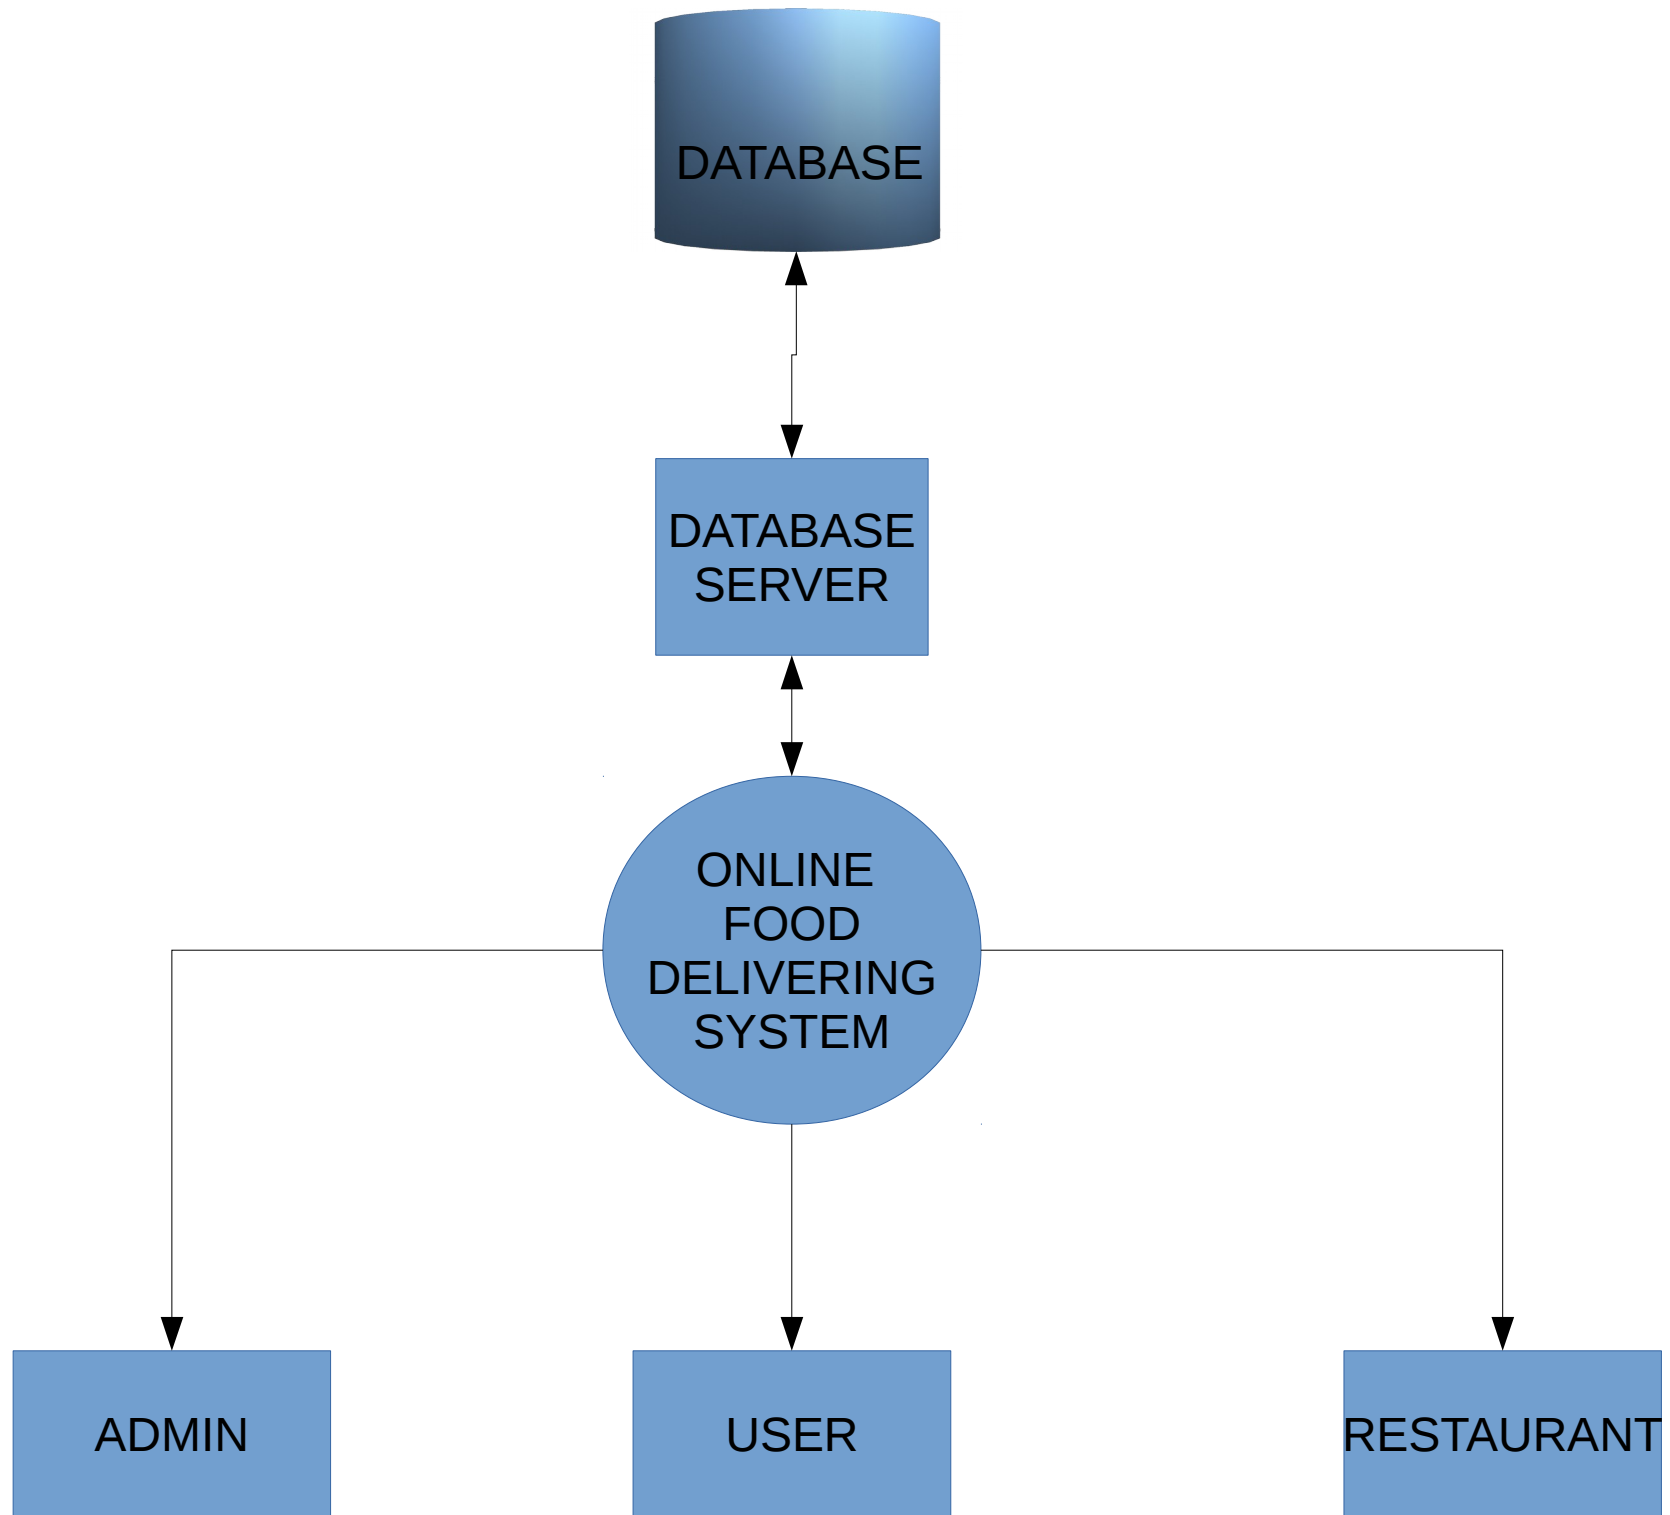 DATABASE
DATABASE
SERVER
ONLINE
FOOD
DELIVERING
SYSTEM
ADMIN
USER
RESTAURANT